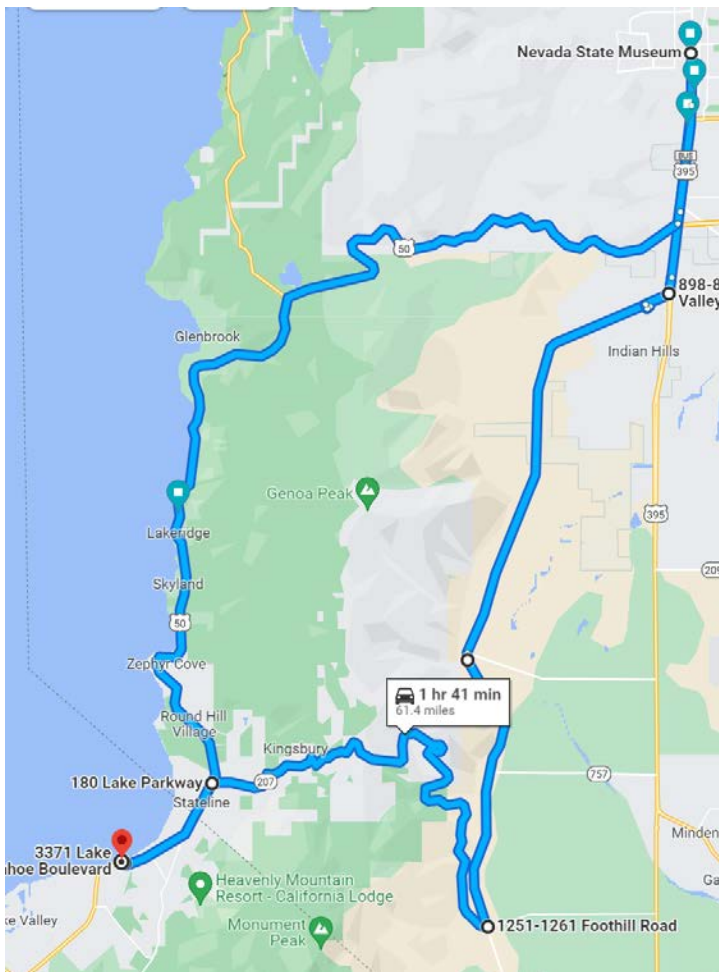 Nevada State Museum
BUS
395
50
898-8
Valley
Glenbrook
Indian Hills
Genoa Peak
395
Lakeridge
209
Skyland
50
Zephyr Cove
1 hr 41 min
61.4 miles
Round Hill
Village
Kingsbury
180 Lake Parkway
207
757
Stateline
Minden
3371 Lake
hoe Boulevard
Ga
Heavenly Mountain
Resort - California Lodge
ke Valley
Monument
Peak
1251-1261 Foothill Road